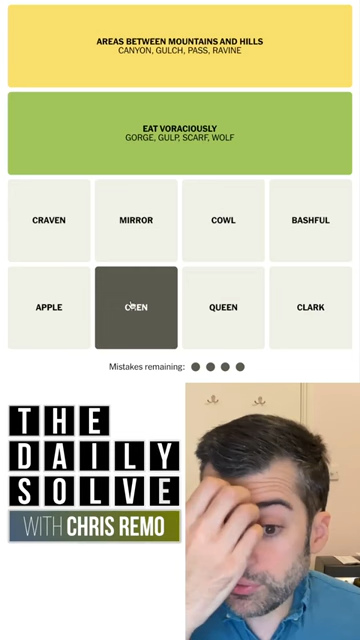 AREAS BETWEEN MOUNTAINS AND HILLS
CANYON, GULCH, PASS, RAVINE
EAT VORACIOUSLY
GORGE, GULP, SCARF, WOLF
CRAVEN MIRROR COWL BASHFUL
APPLE QUEEN CLARK
Mistakes remaining:
THE
DAILY
SOLVE
WITH CHRIS REMO